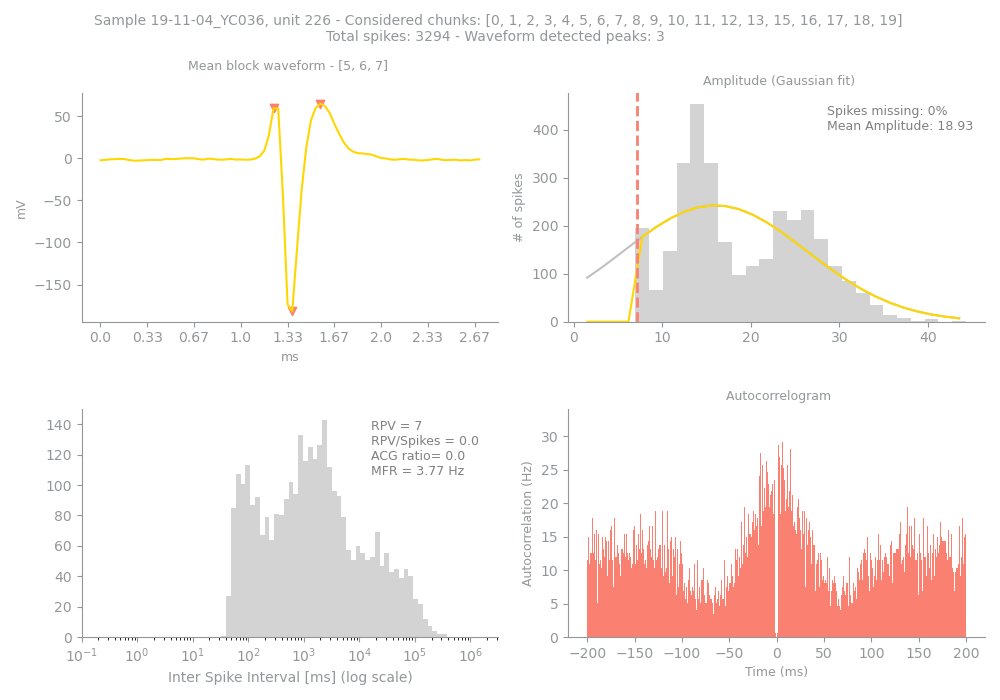 Sample 19-11-04_YC036, unit 226 - Considered chunks: [0, 1, 2, 3, 4, 5, 6, 7, 8, 9, 10, 11, 12, 13, 15, 16, 17, 18, 19]
Total spikes: 3294 - Waveform detected peaks: 3
Mean block waveform - [5, 6, 7]
50
0
−50
−100
−150
mV
0.0 0.33 0.67 1.0 1.33 1.67 2.0 2.33 2.67
ms
Amplitude (Gaussian fit)
Spikes missing: 0%
Mean Amplitude: 18.93
400
300
200
100
0
# of spikes
0 10 20 30 40
140
120
100
80
60
40
20
0
RPV = 7
RPV/Spikes = 0.0
ACG ratio= 0.0
MFR = 3.77 Hz
10−1 100 101 102 103 104 105 106
Inter Spike Interval [ms] (log scale)
Autocorrelogram
30
25
20
15
10
5
0
Autocorrelation (Hz)
−200 −150 −100 −50 0 50 100 150 200
Time (ms)